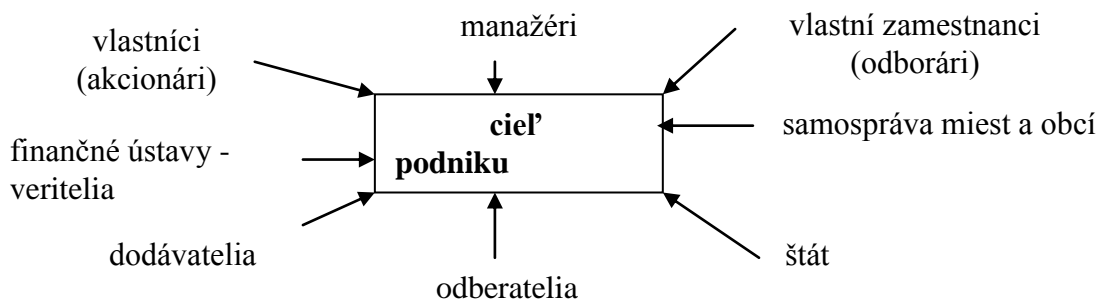 vlastníci
(akcionári)
manažéri
vlastní zamestnanci
(odborári)
cieľ
podniku
samospráva miest a obcí
finančné ústavy -
veritelia
dodávatelia
odberatelia
štát